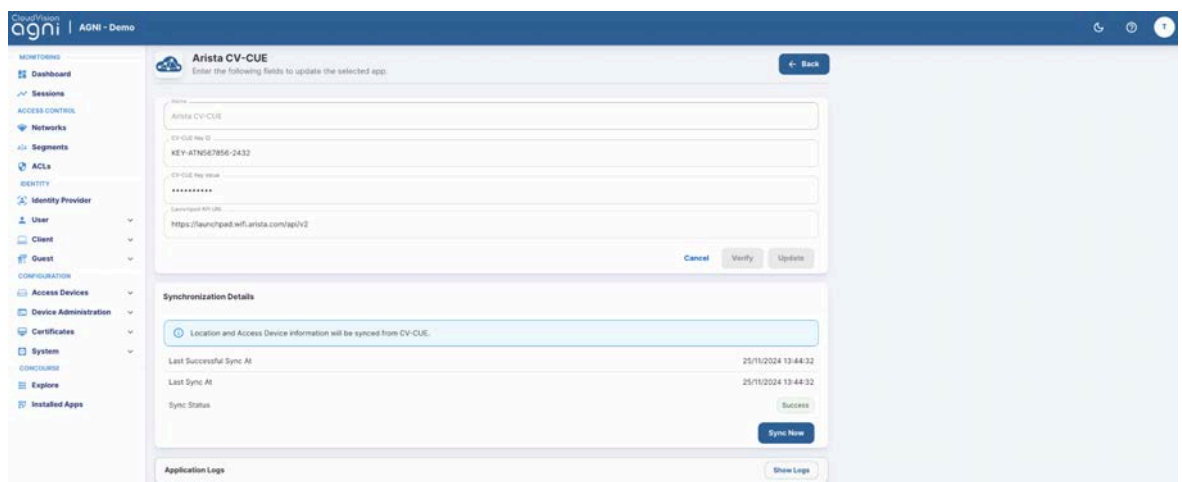 CloudVision
agni | AGNI - Demo
T
MONITORING
Dashboard
Sessions
ACCESS CONTROL
Networks
Segments
ACLs
IDENTITY
Identity Provider
User
Client
Guest
CONFIGURATION
Access Devices
Device Administration
Certificates
System
CONCOURSE
Explore
Installed Apps
Arista CV-CUE
Enter the following fields to update the selected app.
← Back
Name
Arista CV-CUE
CV-CUE Key ID
KEY-ATN567856-2432
CV-CUE Key Value
••••••••••
Launchpad API URL
https://launchpad.wifi.arista.com/api/v2
Cancel Verify Update
Synchronization Details
Location and Access Device information will be synced from CV-CUE.
Last Successful Sync At 25/11/2024 13:44:32
Last Sync At 25/11/2024 13:44:32
Sync Status Success
Sync Now
Application Logs Show Logs